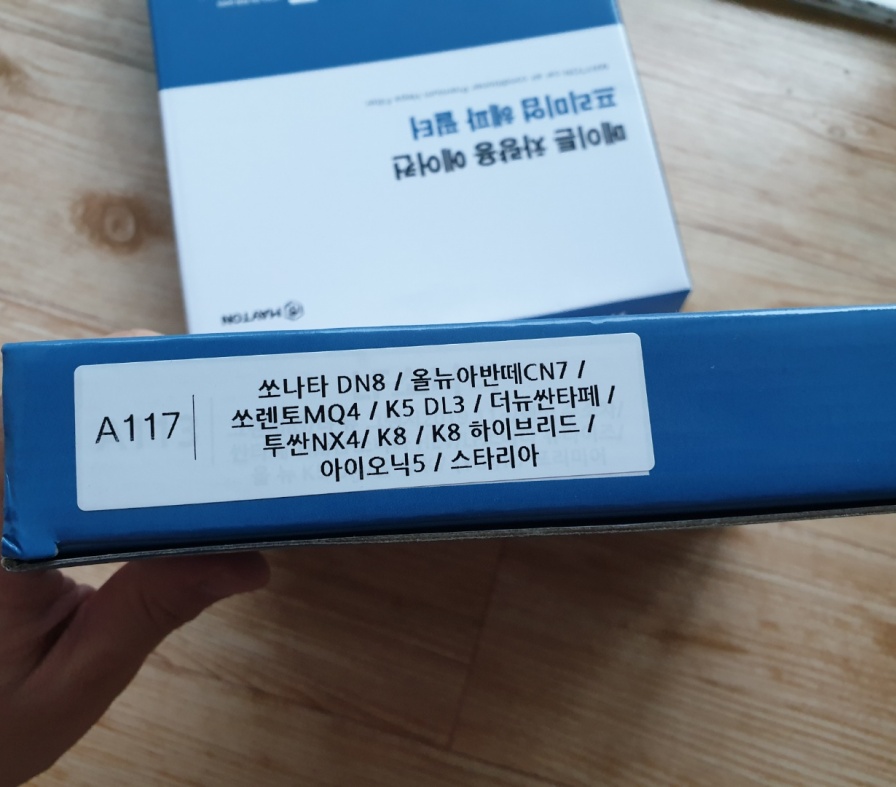 메이튼 차량용 에어컨
프리미엄 헤파 필터
MAYTON
A117
쏘나타 DN8 / 올뉴아반떼CN7 /
쏘렌토MQ4 / K5 DL3 / 더뉴싼타페 /
투싼NX4/ K8 / K8 하이브리드 /
아이오닉5 / 스타리아